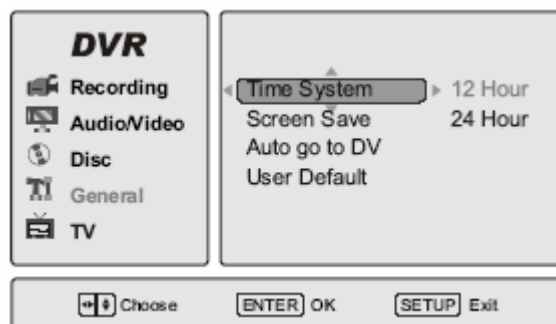 DVR
Recording
Audio/Video
Disc
General
TV
Time System 12 Hour
Screen Save 24 Hour
Auto go to DV
User Default
Choose ENTER OK SETUP Exit